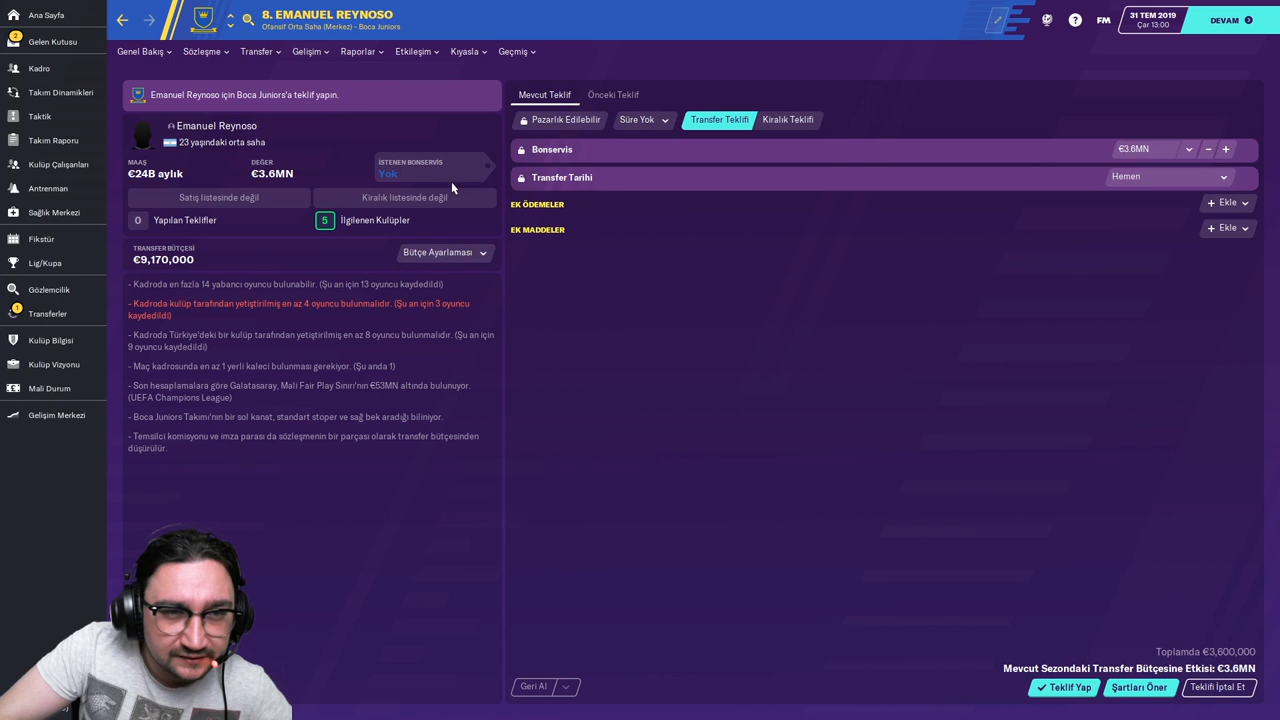 Ana Sayfa
2
Gelen Kutusu
Kadro
Takım Dinamikleri
Taktik
Takım Raporu
Kulüp Çalışanları
Antrenman
Sağlık Merkezi
Fikstür
Lig/Kupa
Gözlemcilik
1
Transferler
Kulüp Bilgisi
Kulüp Vizyonu
Mali Durum
Gelişim Merkezi
8. EMANUEL REYNOSO
Ofansif Orta Saha (Merkez) - Boca Juniors
?
FM
31 TEM 2019
Çar 13:00
DEVAM
Genel Bakış Sözleşme Transfer Gelişim Raporlar Etkileşim Kıyasla Geçmiş
Emanuel Reynoso için Boca Juniors'a teklif yapın.
Emanuel Reynoso
23 yaşındaki orta saha
MAAŞ DEĞER İSTENEN BONSERVİS
€24B aylık €3.6MN Yok
Satış listesinde değil Kiralık listesinde değil
0 Yapılan Teklifler 5 İlgilenen Kulüpler
TRANSFER BÜTÇESİ
€9,170,000
Bütçe Ayarlaması
- Kadroda en fazla 14 yabancı oyuncu bulunabilir. (Şu an için 13 oyuncu kaydedildi)
- Kadroda kulüp tarafından yetiştirilmiş en az 4 oyuncu bulunmalıdır. (Şu an için 3 oyuncu
kaydedildi)
- Kadroda Türkiye'deki bir kulüp tarafından yetiştirilmiş en az 8 oyuncu bulunmalıdır. (Şu an için
9 oyuncu kaydedildi)
- Maç kadrosunda en az 1 yerli kaleci bulunması gerekiyor. (Şu anda 1)
- Son hesaplamalara göre Galatasaray, Mali Fair Play Sınırı'nın €53MN altında bulunuyor.
(UEFA Champions League)
- Boca Juniors Takımı'nın bir sol kanat, standart stoper ve sağ bek aradığı biliniyor.
- Temsilci komisyonu ve imza parası da sözleşmenin bir parçası olarak transfer bütçesinden
düşürülür.
Mevcut Teklif Önceki Teklif
Pazarlık Edilebilir Süre Yok Transfer Teklifi Kiralık Teklifi
Bonservis €3.6MN
Transfer Tarihi Hemen
EK ÖDEMELER + Ekle
EK MADDELER + Ekle
Toplamda €3,600,000
Mevcut Sezondaki Transfer Bütçesine Etkisi: €3.6MN
Geri Al Teklif Yap Şartları Öner Teklifi İptal Et